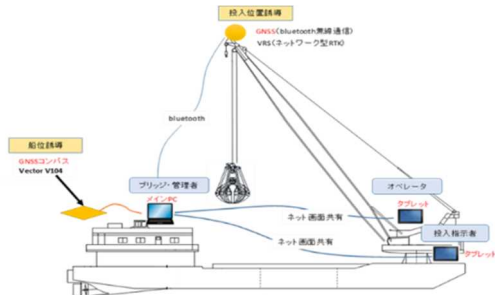 投入位置誘導
GNSS(bluetooth無線通信)
VRS(ネットワーク型RTK)
bluetooth
船位誘導
GNSSコンパス
Vector V104
ブリッジ・管理者
メインPC
オペレータ
タブレット
ネット画面共有
投入指示者
ネット画面共有
タブレット